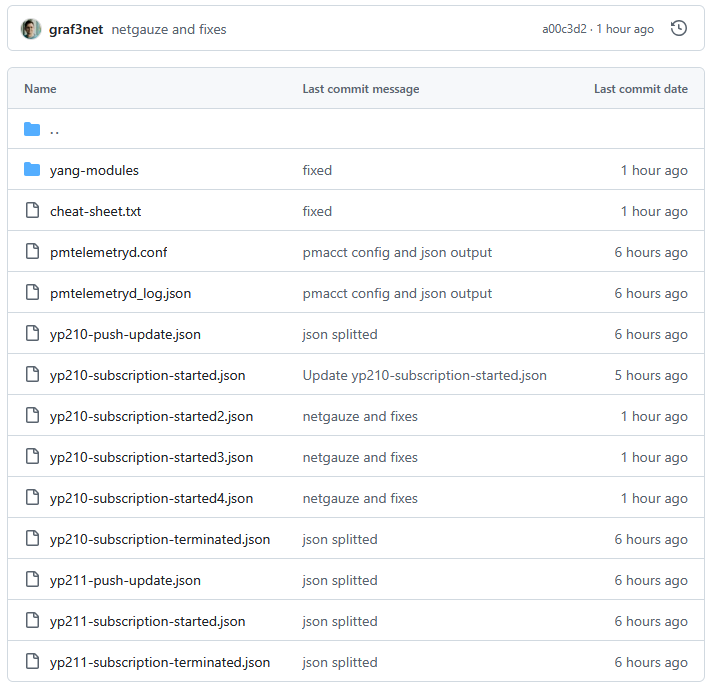 graf3net netgauze and fixes a00c3d2 · 1 hour ago
Name Last commit message Last commit date
..
yang-modules fixed 1 hour ago
cheat-sheet.txt fixed 1 hour ago
pmtelemetryd.conf pmacct config and json output 6 hours ago
pmtelemetryd_log.json pmacct config and json output 6 hours ago
yp210-push-update.json json splitted 6 hours ago
yp210-subscription-started.json Update yp210-subscription-started.json 5 hours ago
yp210-subscription-started2.json netgauze and fixes 1 hour ago
yp210-subscription-started3.json netgauze and fixes 1 hour ago
yp210-subscription-started4.json netgauze and fixes 1 hour ago
yp210-subscription-terminated.json json splitted 6 hours ago
yp211-push-update.json json splitted 6 hours ago
yp211-subscription-started.json json splitted 6 hours ago
yp211-subscription-terminated.json json splitted 6 hours ago